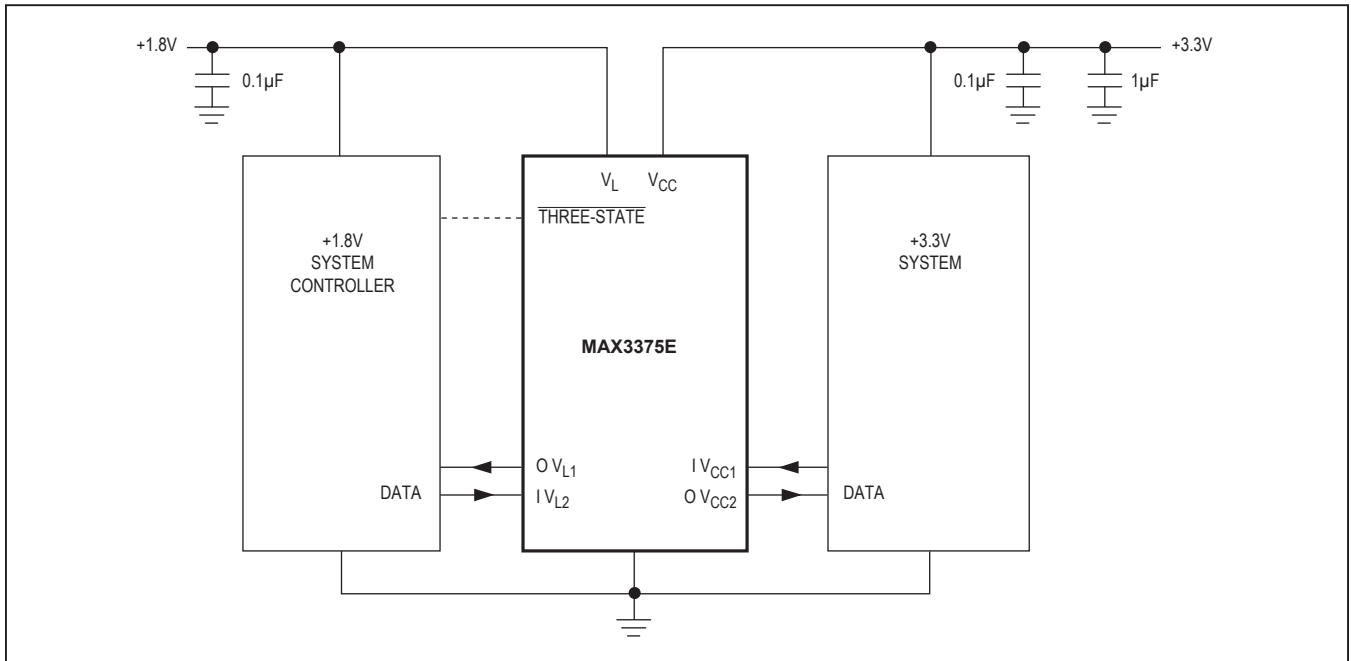 +1.8V
0.1µF
0.1µF
1µF
+3.3V
V_L V_CC
THREE-STATE
+1.8V
SYSTEM
CONTROLLER
+3.3V
SYSTEM
MAX3375E
O V_L1
I V_CC1
DATA
I V_L2
O V_CC2
DATA